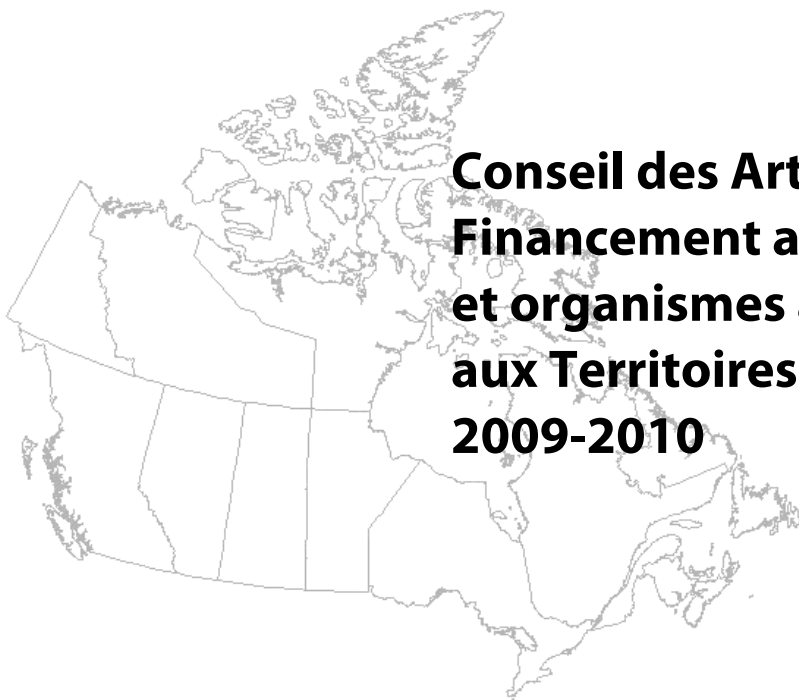 Conseil des Art
Financement a
et organismes a
aux Territoires
2009-2010